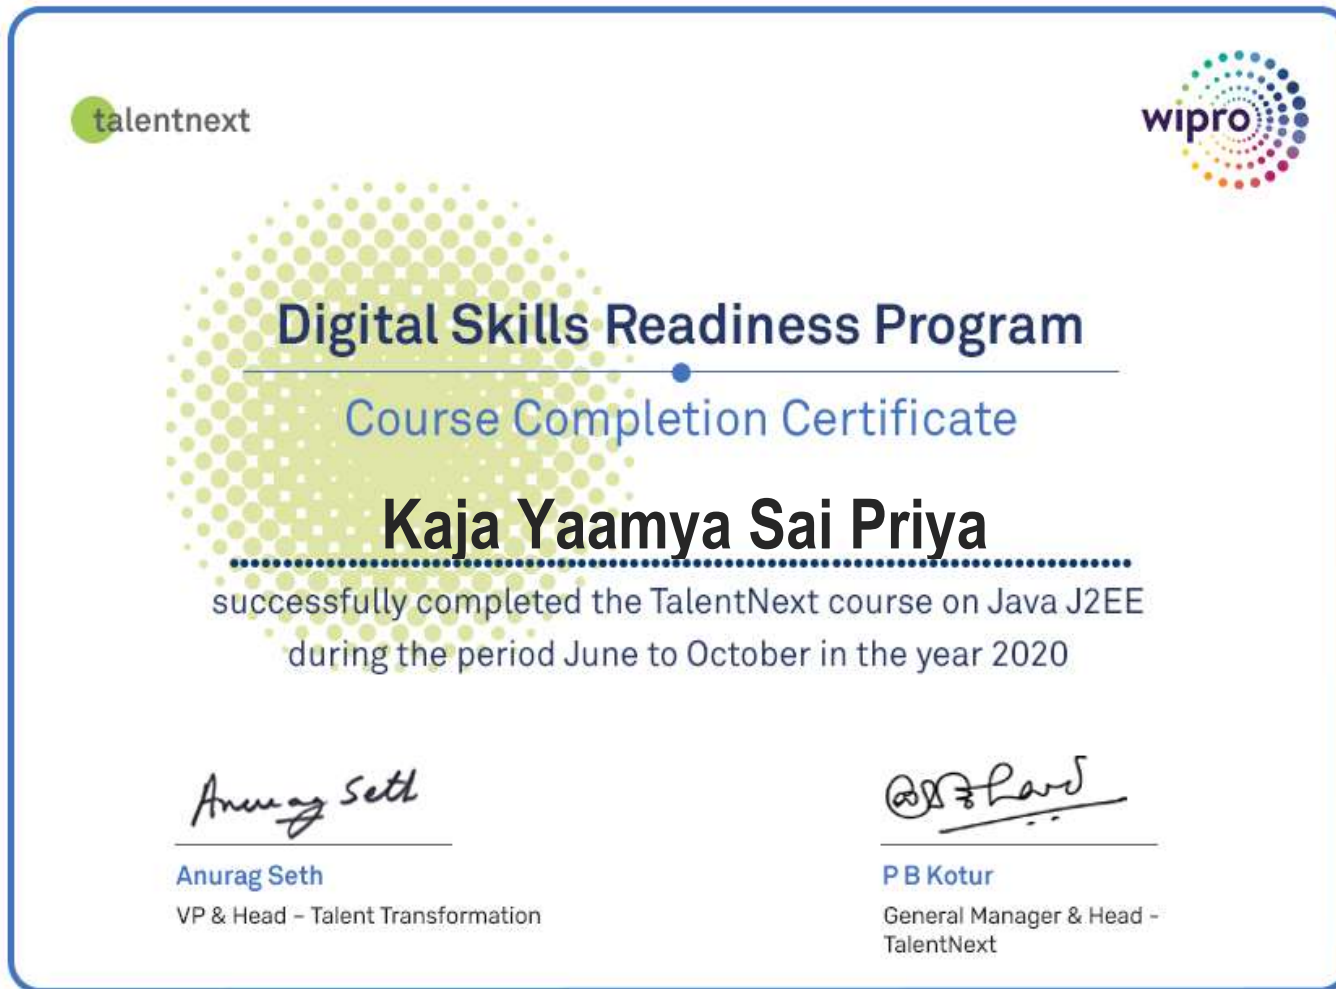 talentnext
wipro
Digital Skills Readiness Program
Course Completion Certificate
Kaja Yaamya Sai Priya
successfully completed the TalentNext course on Java J2EE
during the period June to October in the year 2020
Anurag Seth
Anurag Seth
VP & Head – Talent Transformation
P B Kotur
General Manager & Head -
TalentNext